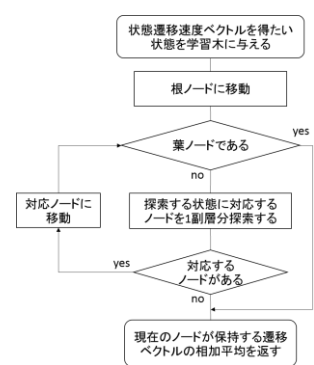 状態遷移速度ベクトルを得たい
状態を学習木に与える
根ノードに移動
葉ノードである
yes
no
対応ノードに
移動
探索する状態に対応する
ノードを1副層分探索する
yes
対応する
ノードがある
no
現在のノードが保持する遷移
ベクトルの相加平均を返す